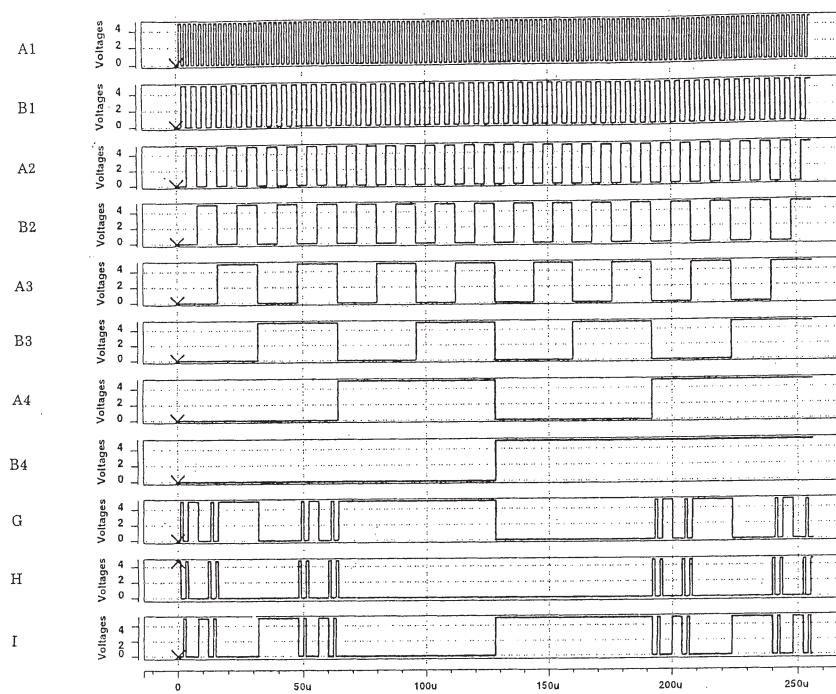 A1 Voltages 4 2 0
B1 Voltages 4 2 0
A2 Voltages 4 2 0
B2 Voltages 4 2 0
A3 Voltages 4 2 0
B3 Voltages 4 2 0
A4 Voltages 4 2 0
B4 Voltages 4 2 0
G Voltages 4 2 0
H Voltages 4 2 0
I Voltages 4 2 0
0 50u 100u 150u 200u 250u